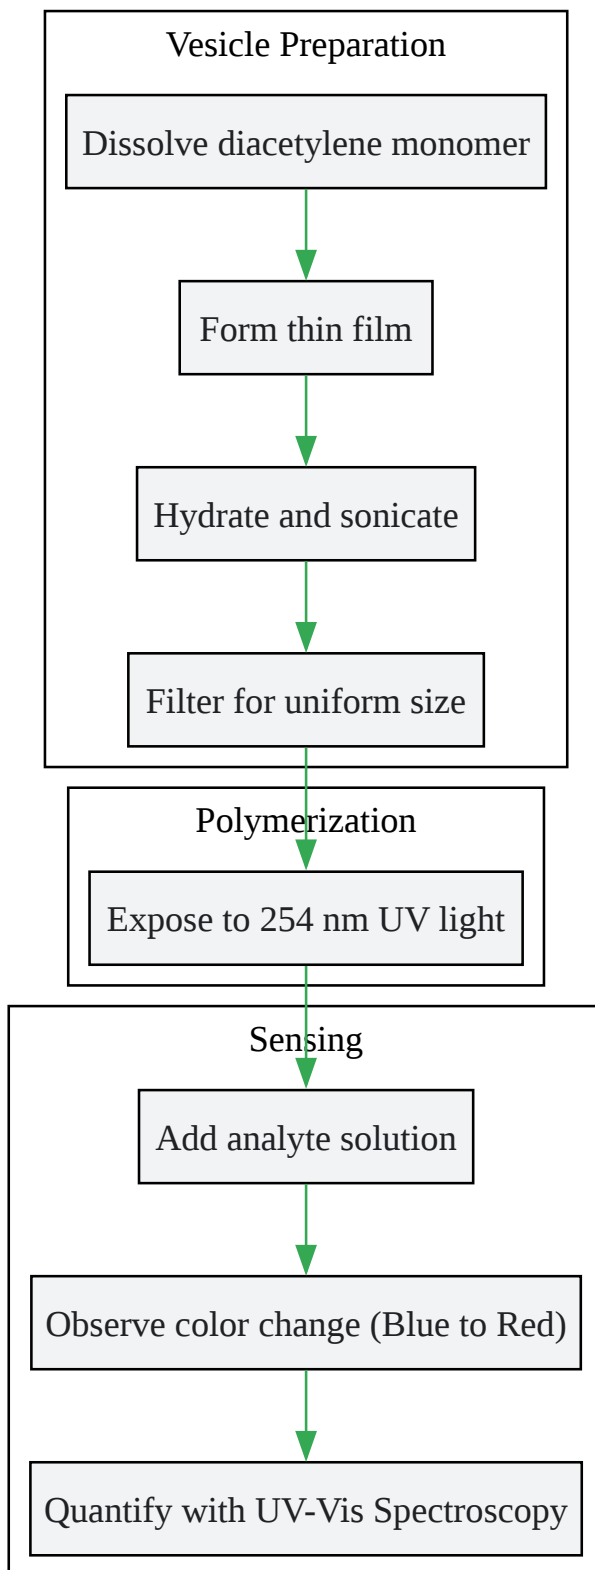 Vesicle Preparation
Dissolve diacetylene monomer
Form thin film
Hydrate and sonicate
Filter for uniform size
Polymerization
Expose to 254 nm UV light
Sensing
Add analyte solution
Observe color change (Blue to Red)
Quantify with UV-Vis Spectroscopy